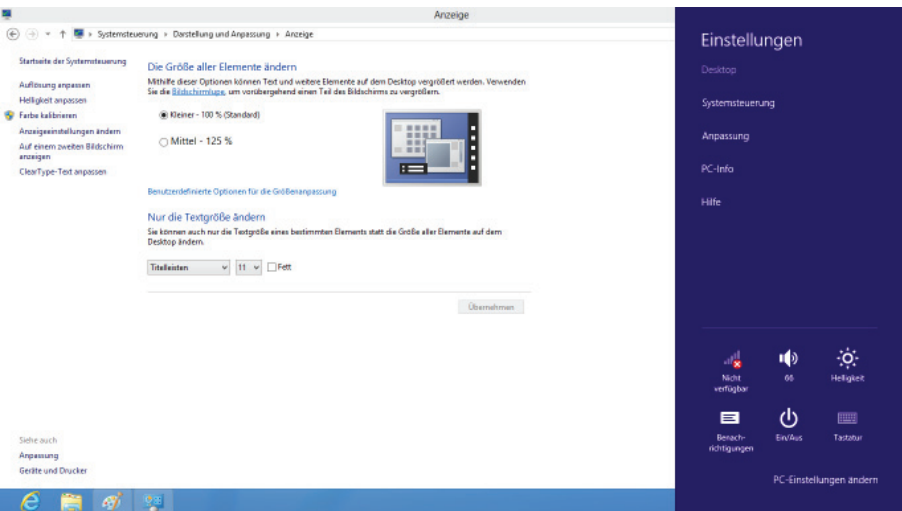 Anzeige
Systemsteuerung › Darstellung und Anpassung › Anzeige
Startseite der Systemsteuerung
Auflösung anpassen
Helligkeit anpassen
Farbe kalibrieren
Anzeigeeinstellungen ändern
Auf einem zweiten Bildschirm
anzeigen
ClearType-Text anpassen
Die Größe aller Elemente ändern
Mithilfe dieser Optionen können Text und weitere Elemente auf dem Desktop vergrößert werden. Verwenden
Sie die Bildschirmlupe, um vorübergehend einen Teil des Bildschirms zu vergrößern.
Kleiner - 100 % (Standard)
Mittel - 125 %
Benutzerdefinierte Optionen für die Größenanpassung
Nur die Textgröße ändern
Sie können auch nur die Textgröße eines bestimmten Elements statt die Größe aller Elemente auf dem
Desktop ändern.
Titelleisten 11 Fett
Übernehmen
Siehe auch
Anpassung
Geräte und Drucker
Einstellungen
Desktop
Systemsteuerung
Anpassung
PC-Info
Hilfe
Nicht
verfügbar
66
Helligkeit
Benach-
richtigungen
Ein/Aus
Tastatur
PC-Einstellungen ändern